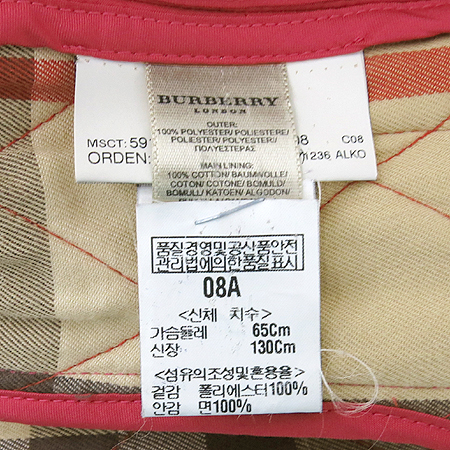 BURBERRY
LONDON
OUTER:
100% POLYESTER/ POLIESTERE/
POLIESTER/ POLYESTER/
ΠΟΛΥΕΣΤΕΡΑΣ
MAIN LINING:
100% COTTON/ BAUMWOLLE/
COTON/ COTONE/ BOMULL/
BOMULL/ KATOEN/ ALGODON/
MSCT: 591
C08
ORDEN:
1236 ALKO
품질경영및공산품안전
관리법에의한품질표시
08A
<신체 치수>
가슴둘레 65Cm
신장 130Cm
<섬유의조성및혼용율>
겉감 폴리에스터100%
안감 면100%